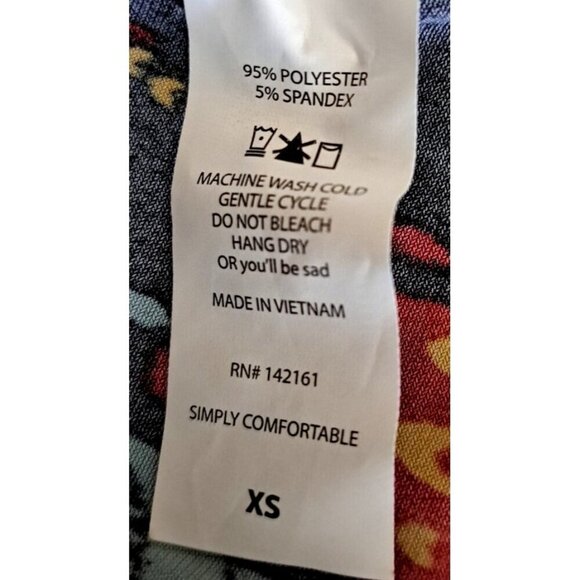 95% POLYESTER
5% SPANDEX
MACHINE WASH COLD
GENTLE CYCLE
DO NOT BLEACH
HANG DRY
OR you'll be sad
MADE IN VIETNAM
RN# 142161
SIMPLY COMFORTABLE
XS